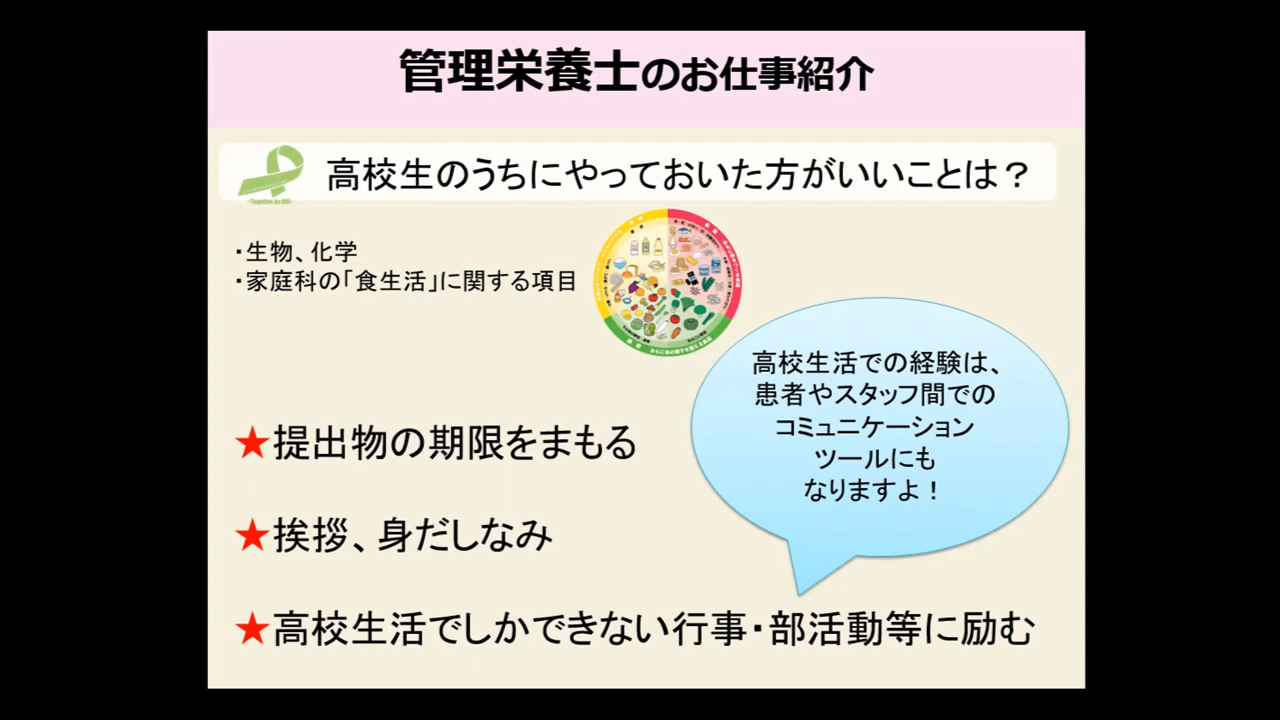 管理栄養士のお仕事紹介
高校生のうちにやっておいた方がいいことは？
・生物、化学
・家庭科の「食生活」に関する項目
高校生活での経験は、
患者やスタッフ間での
コミュニケーション
ツールにも
なりますよ！
★提出物の期限をまもる
★挨拶、身だしなみ
★高校生活でしかできない行事・部活動等に励む